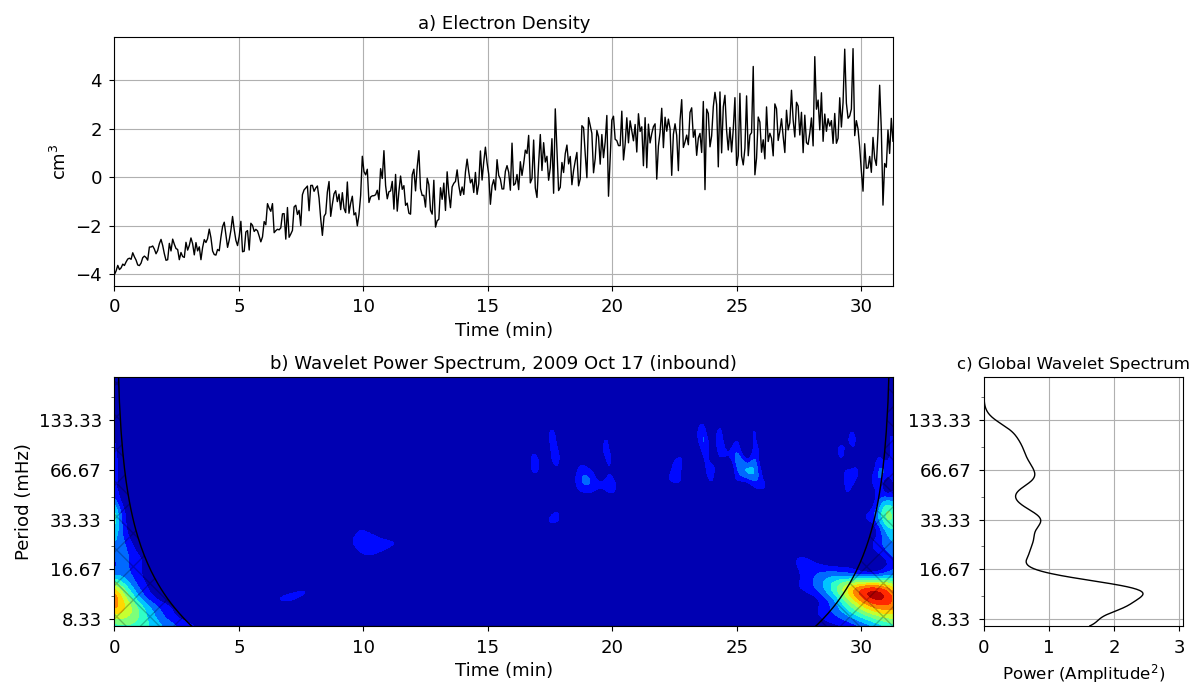 a) Electron Density
4
2
0
−2
−4
cm³
0 5 10 15 20 25 30
Time (min)
b) Wavelet Power Spectrum, 2009 Oct 17 (inbound)
133.33
66.67
33.33
16.67
8.33
Period (mHz)
0 5 10 15 20 25 30
Time (min)
c) Global Wavelet Spectrum
133.33
66.67
33.33
16.67
8.33
0 1 2 3
Power (Amplitude²)